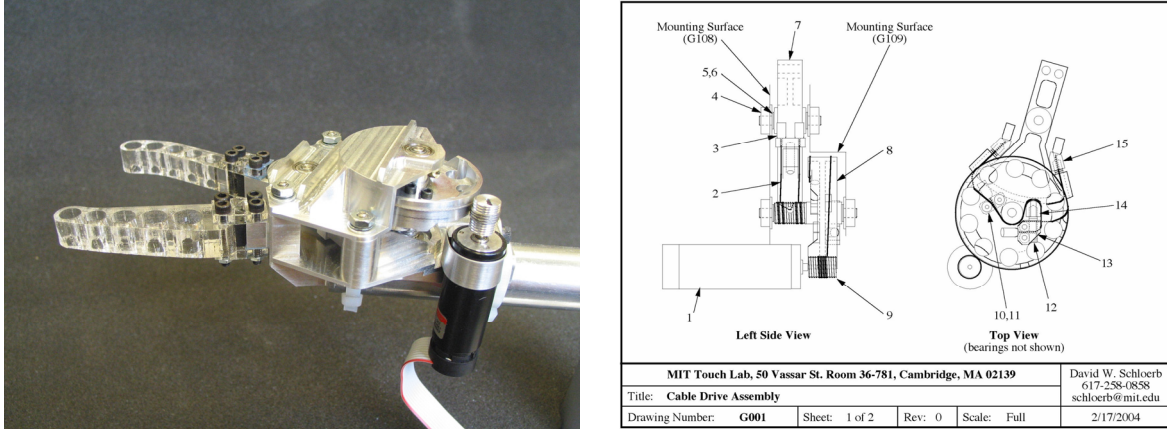 Mounting Surface
(G108)
7
Mounting Surface
(G109)
5,6
4
3
8
15
2
14
13
12
1
9
10,11
Left Side View
Top View
(bearings not shown)
MIT Touch Lab, 50 Vassar St. Room 36-781, Cambridge, MA 02139
David W. Schloerb
617-258-0858
schloerb@mit.edu
Title: Cable Drive Assembly
Drawing Number: G001 Sheet: 1 of 2 Rev: 0 Scale: Full 2/17/2004